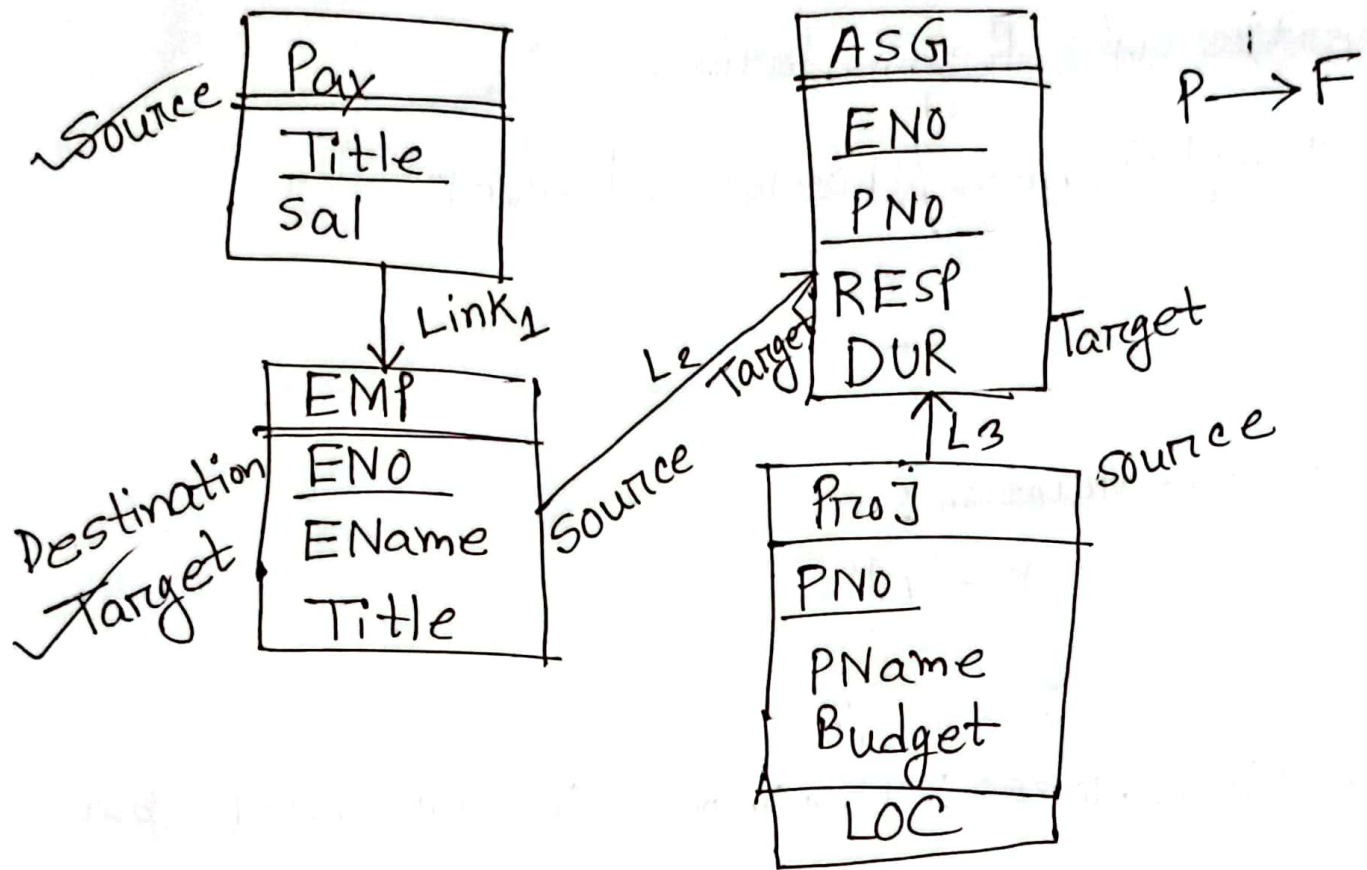 Pay
Source
Title
Sal
Link1
EMP
Destination
Target
ENO
EName
Title
L2
Source
Target
ASG
ENO
PNO
RESP
DUR
Target
P → F
L3
Source
Proj
PNO
PName
Budget
LOC